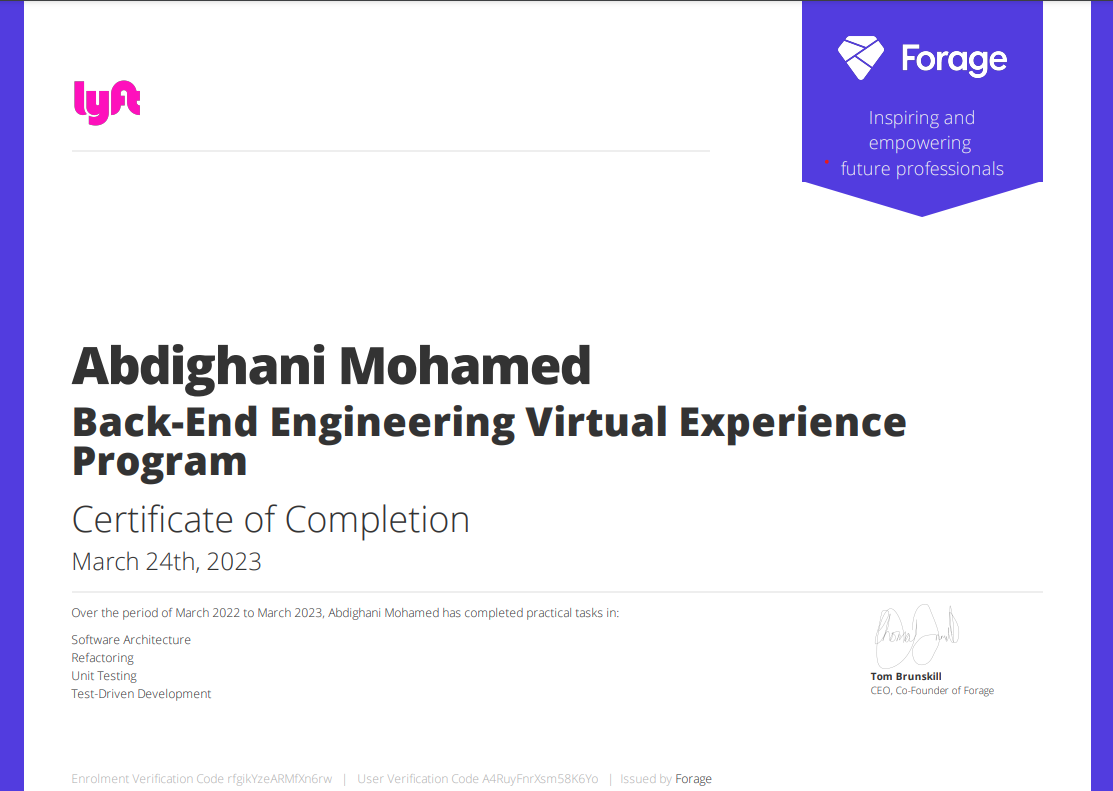 lyft
Forage
Inspiring and
empowering
future professionals
Abdighani Mohamed
Back-End Engineering Virtual Experience
Program
Certificate of Completion
March 24th, 2023
Over the period of March 2022 to March 2023, Abdighani Mohamed has completed practical tasks in:
Software Architecture
Refactoring
Unit Testing
Test-Driven Development
Tom Brunskill
CEO, Co-Founder of Forage
Enrolment Verification Code rfgikYzeARMfXn6rw | User Verification Code A4RuyFnrXsm58K6Yo | Issued by Forage